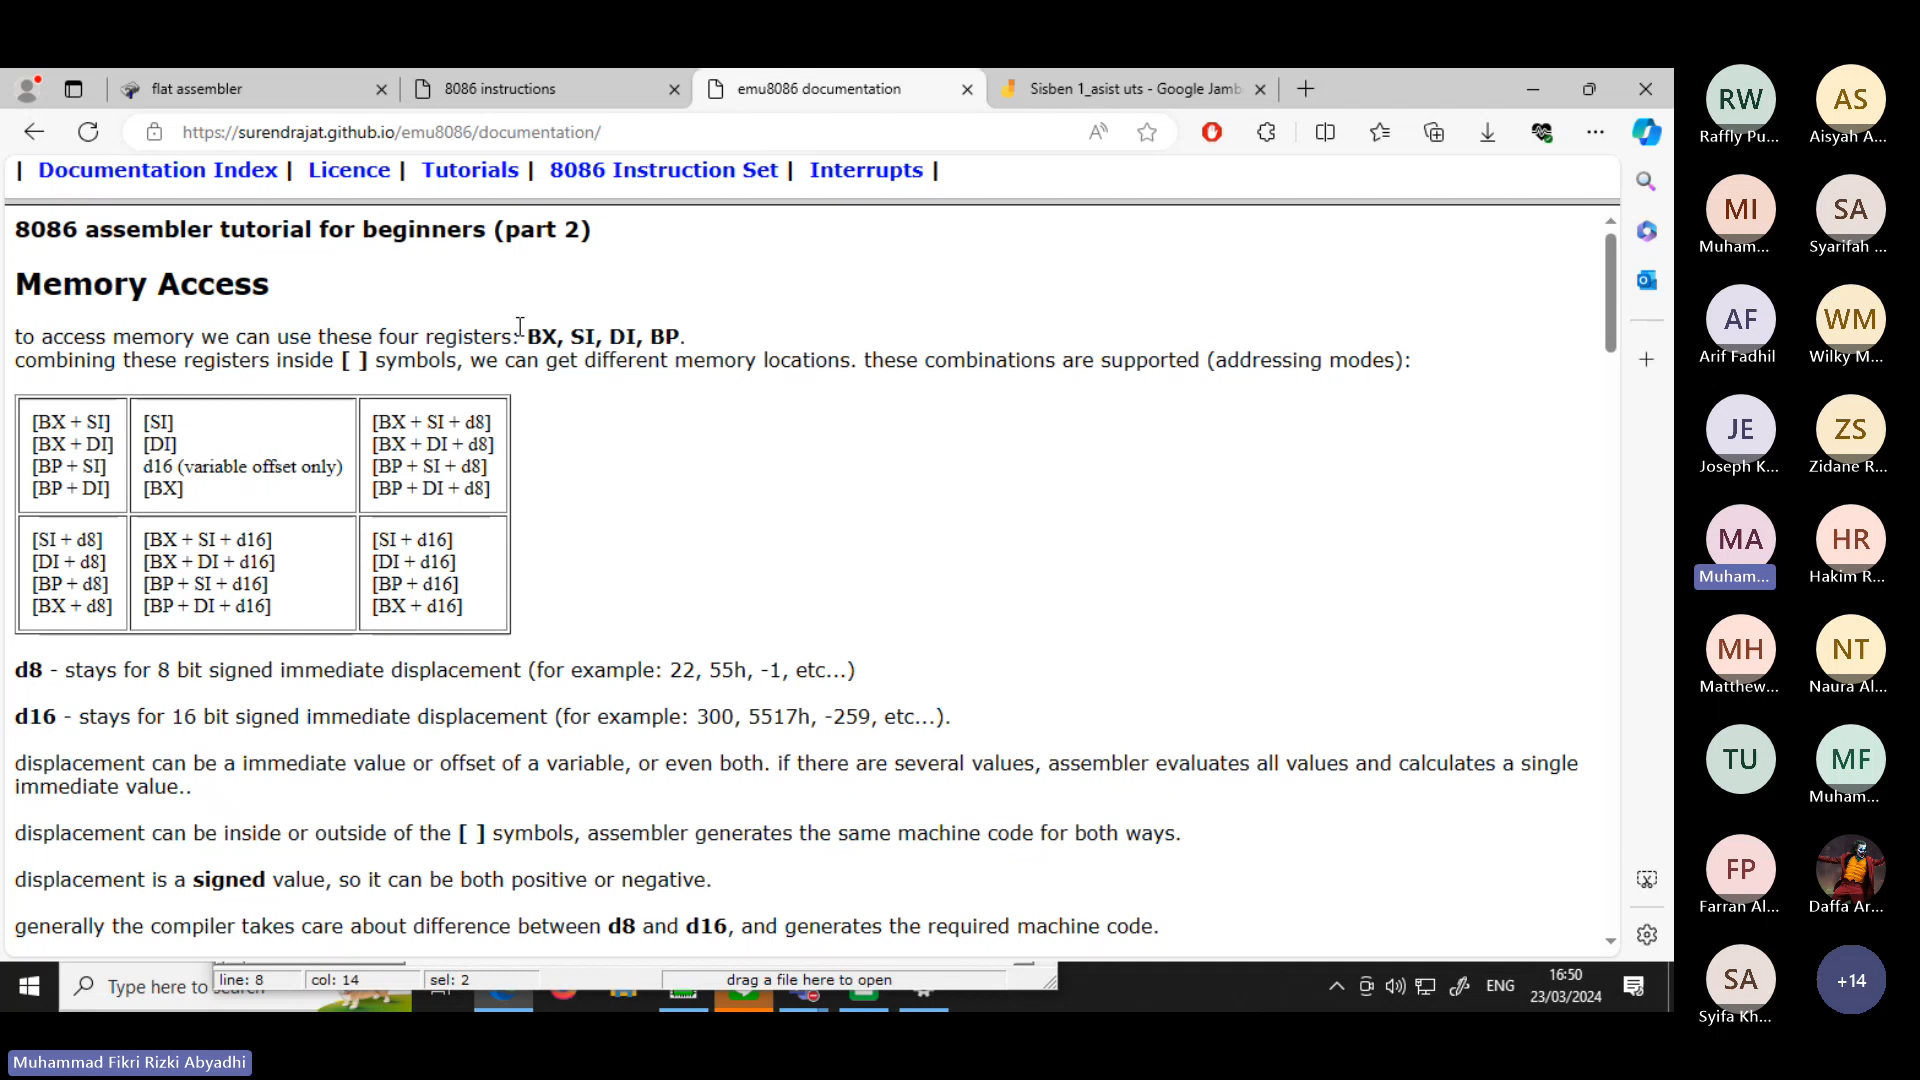 flat assembler
8086 instructions
emu8086 documentation
Sisben 1_asist uts - Google Jamb
https://surendrajat.github.io/emu8086/documentation/
| Documentation Index | Licence | Tutorials | 8086 Instruction Set | Interrupts |
8086 assembler tutorial for beginners (part 2)
Memory Access
to access memory we can use these four registers: BX, SI, DI, BP.
combining these registers inside [ ] symbols, we can get different memory locations. these combinations are supported (addressing modes):
[BX + SI]
[BX + DI]
[BP + SI]
[BP + DI]
[SI]
[DI]
d16 (variable offset only)
[BX]
[BX + SI + d8]
[BX + DI + d8]
[BP + SI + d8]
[BP + DI + d8]
[SI + d8]
[DI + d8]
[BP + d8]
[BX + d8]
[BX + SI + d16]
[BX + DI + d16]
[BP + SI + d16]
[BP + DI + d16]
[SI + d16]
[DI + d16]
[BP + d16]
[BX + d16]
d8 - stays for 8 bit signed immediate displacement (for example: 22, 55h, -1, etc...)
d16 - stays for 16 bit signed immediate displacement (for example: 300, 5517h, -259, etc...).
displacement can be a immediate value or offset of a variable, or even both. if there are several values, assembler evaluates all values and calculates a single
immediate value..
displacement can be inside or outside of the [ ] symbols, assembler generates the same machine code for both ways.
displacement is a signed value, so it can be both positive or negative.
generally the compiler takes care about difference between d8 and d16, and generates the required machine code.
line: 8
col: 14
sel: 2
drag a file here to open
Type here to search
ENG
16:50
23/03/2024
RW
Raffly Pu...
AS
Aisyah A...
MI
Muham...
SA
Syarifah ...
AF
Arif Fadhil
WM
Wilky M...
JE
Joseph K...
ZS
Zidane R...
MA
Muham...
HR
Hakim R...
MH
Matthew...
NT
Naura Al...
TU
MF
Muham...
FP
Farran Al...
Daffa Ar...
SA
Syifa Kh...
+14
Muhammad Fikri Rizki Abyadhi